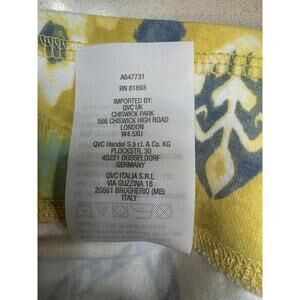 A647731
RN 81893
IMPORTED BY:
QVC UK
CHISWICK PARK
566 CHISWICK HIGH ROAD
LONDON
W4 5XU
QVC Handel S.à r.l. & Co. KG
PLOCKSTR. 30
40221 DÜSSELDORF
GERMANY
QVC ITALIA S.R.L
VIA GUZZINA 18
20861 BRUGHERIO (MB)
ITALY